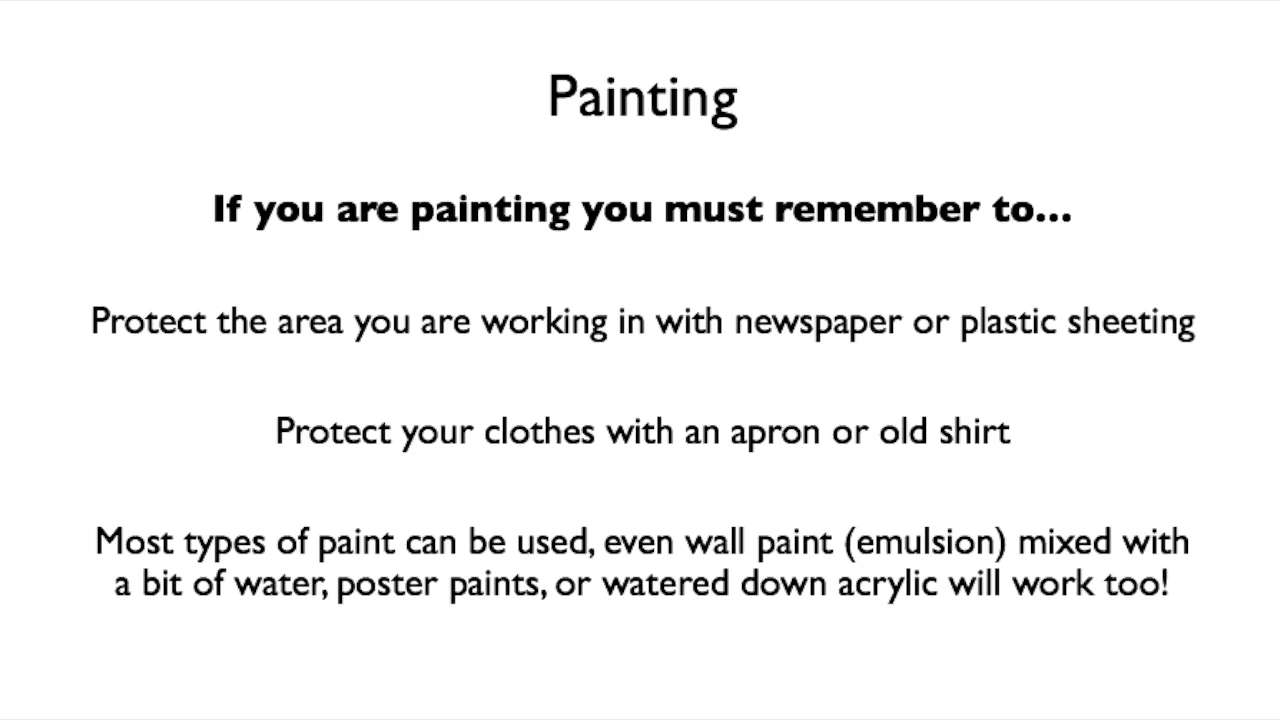 Painting
If you are painting you must remember to...
Protect the area you are working in with newspaper or plastic sheeting
Protect your clothes with an apron or old shirt
Most types of paint can be used, even wall paint (emulsion) mixed with
a bit of water, poster paints, or watered down acrylic will work too!